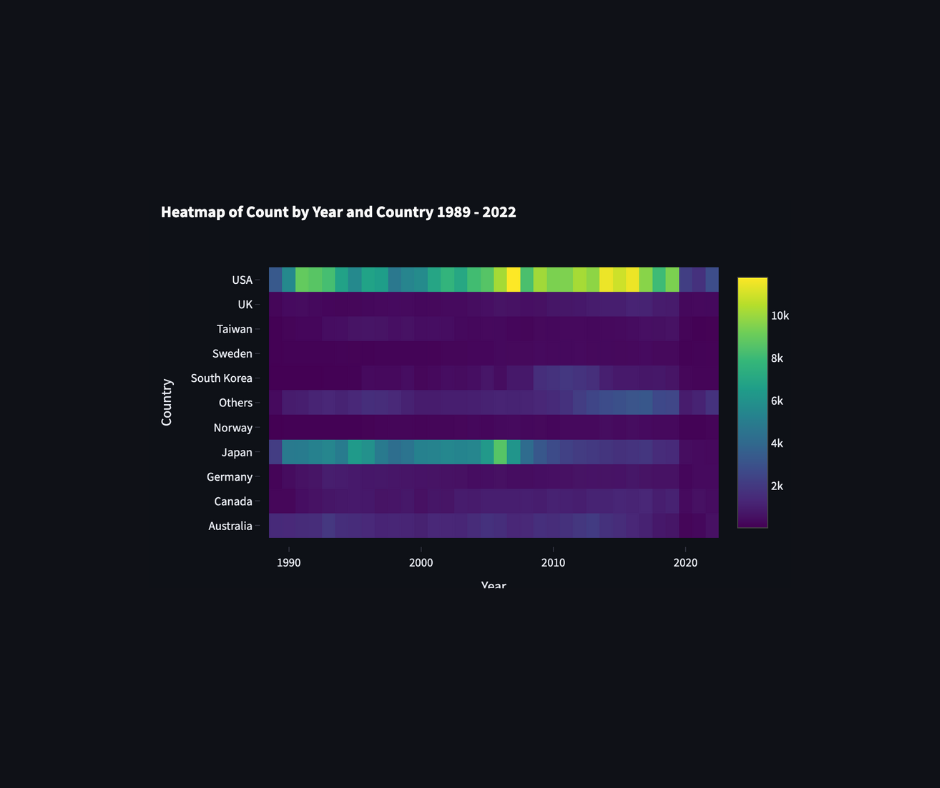 Heatmap of Count by Year and Country 1989 - 2022
USA
UK
Taiwan
Sweden
South Korea
Others
Norway
Japan
Germany
Canada
Australia
Country
1990 2000 2010 2020
Year
10k
8k
6k
4k
2k